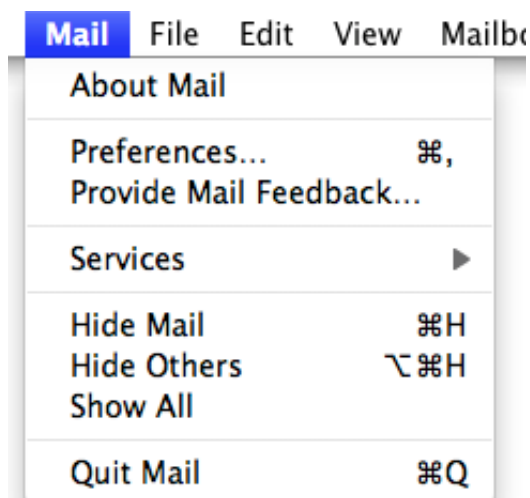 Mail File Edit View
About Mail
Preferences... ⌘,
Provide Mail Feedback...
Services ▶
Hide Mail ⌘H
Hide Others ⌥⌘H
Show All
Quit Mail ⌘Q